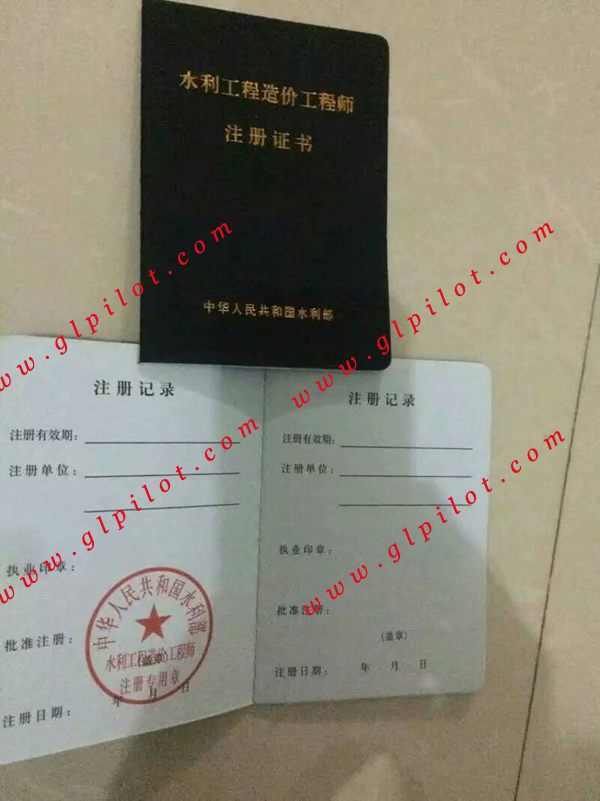 水利工程造价工程师
注册证书
中华人民共和国水利部
www.glpilot.com
www.glpilot.com
注册记录
注册有效期：
注册单位：
执业印章：
批准注册：
(盖章)
注册日期：
年 月 日
中华人民共和国水利部
水利工程造价工程师
注册专用章
www.glpilot.com
注册记录
注册有效期：
注册单位：
执业印章：
批准注册：
(盖章)
注册日期：
年 月 日
www.glpilot.com